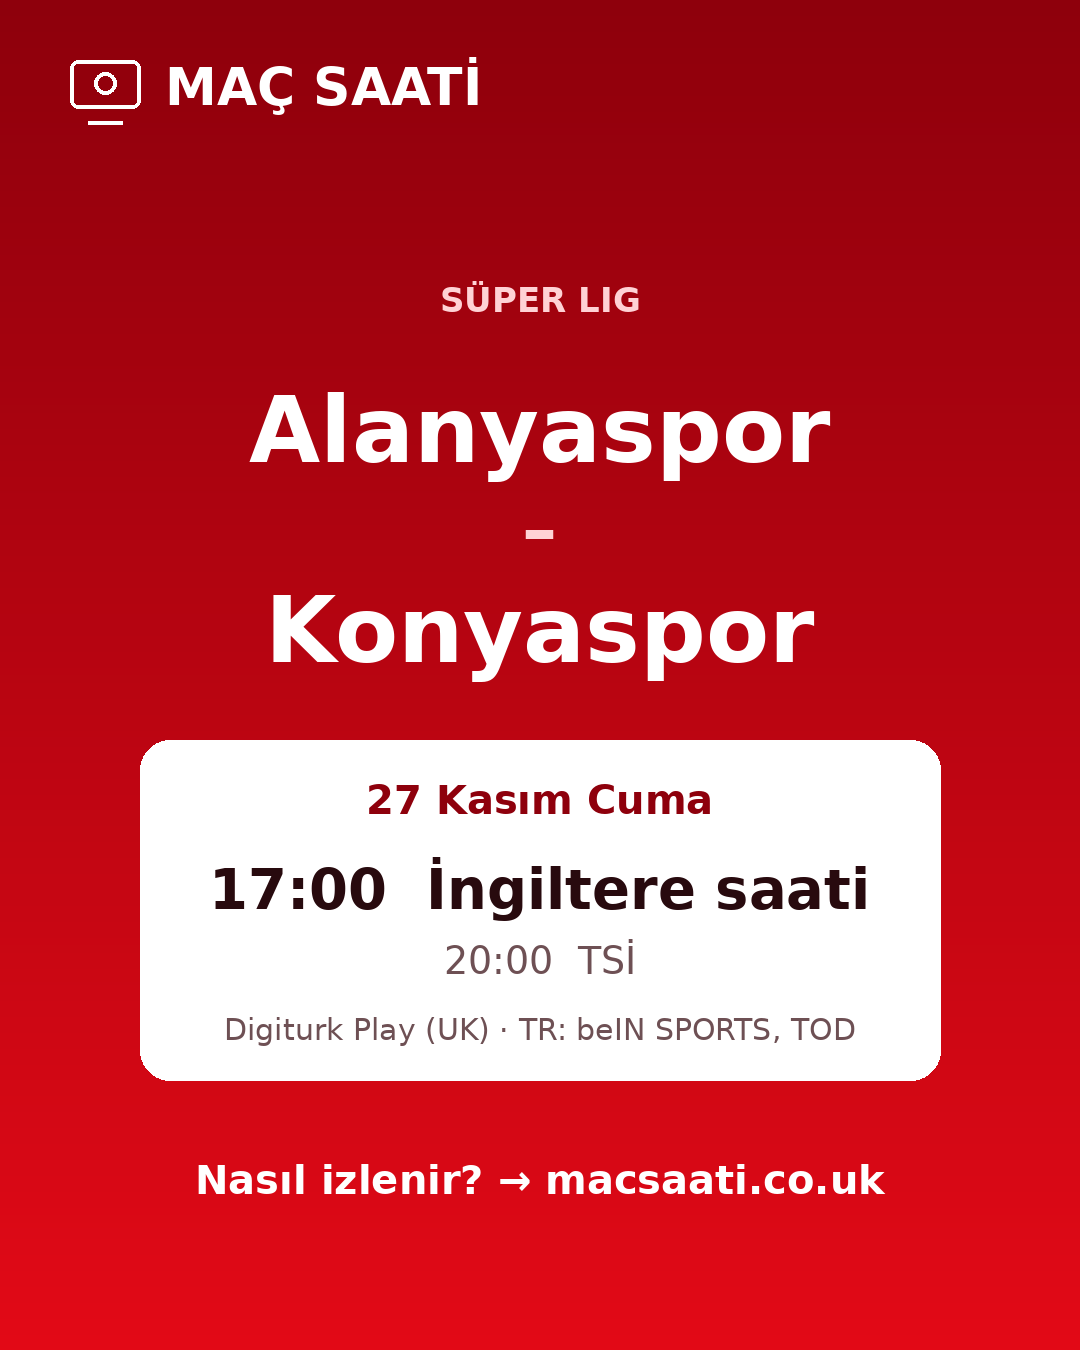 MAÇ SAATİ
SÜPER LIG
Alanyaspor
–
Konyaspor
27 Kasım Cuma
17:00 İngiltere saati
20:00 TSİ
Digiturk Play (UK) · TR: beIN SPORTS, TOD
Nasıl izlenir? → macsaati.co.uk